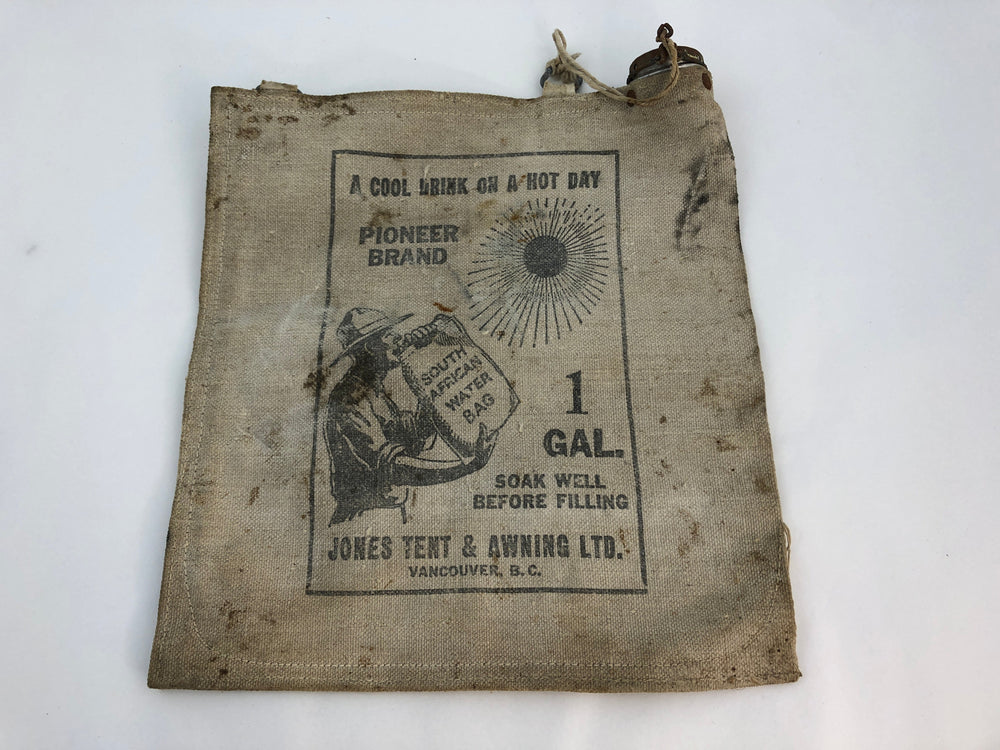 A COOL DRINK ON A HOT DAY
PIONEER
BRAND
SOUTH
AFRICAN
WATER
BAG
1
GAL.
SOAK WELL
BEFORE FILLING
JONES TENT & AWNING LTD.
VANCOUVER, B.C.